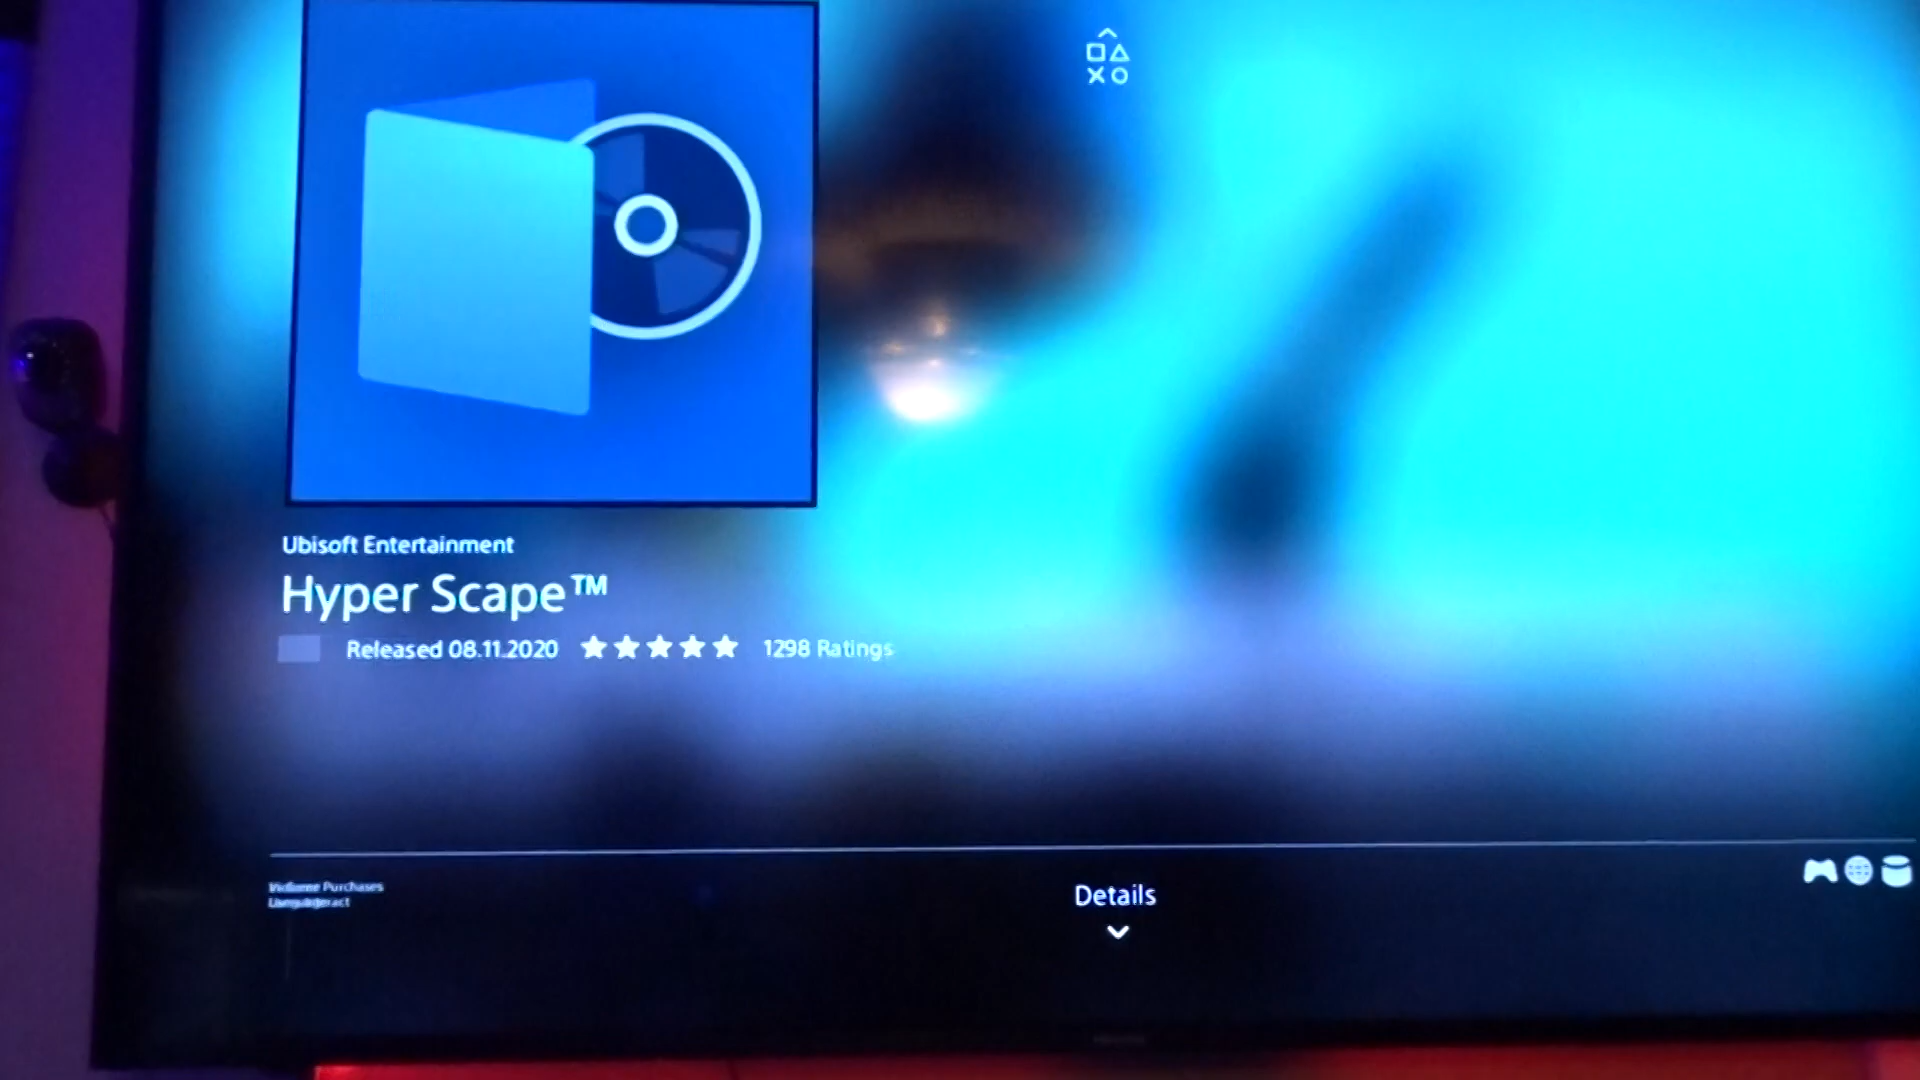 Ubisoft Entertainment
Hyper Scape™
Released 08.11.2020 1298 Ratings
Purchases
Details